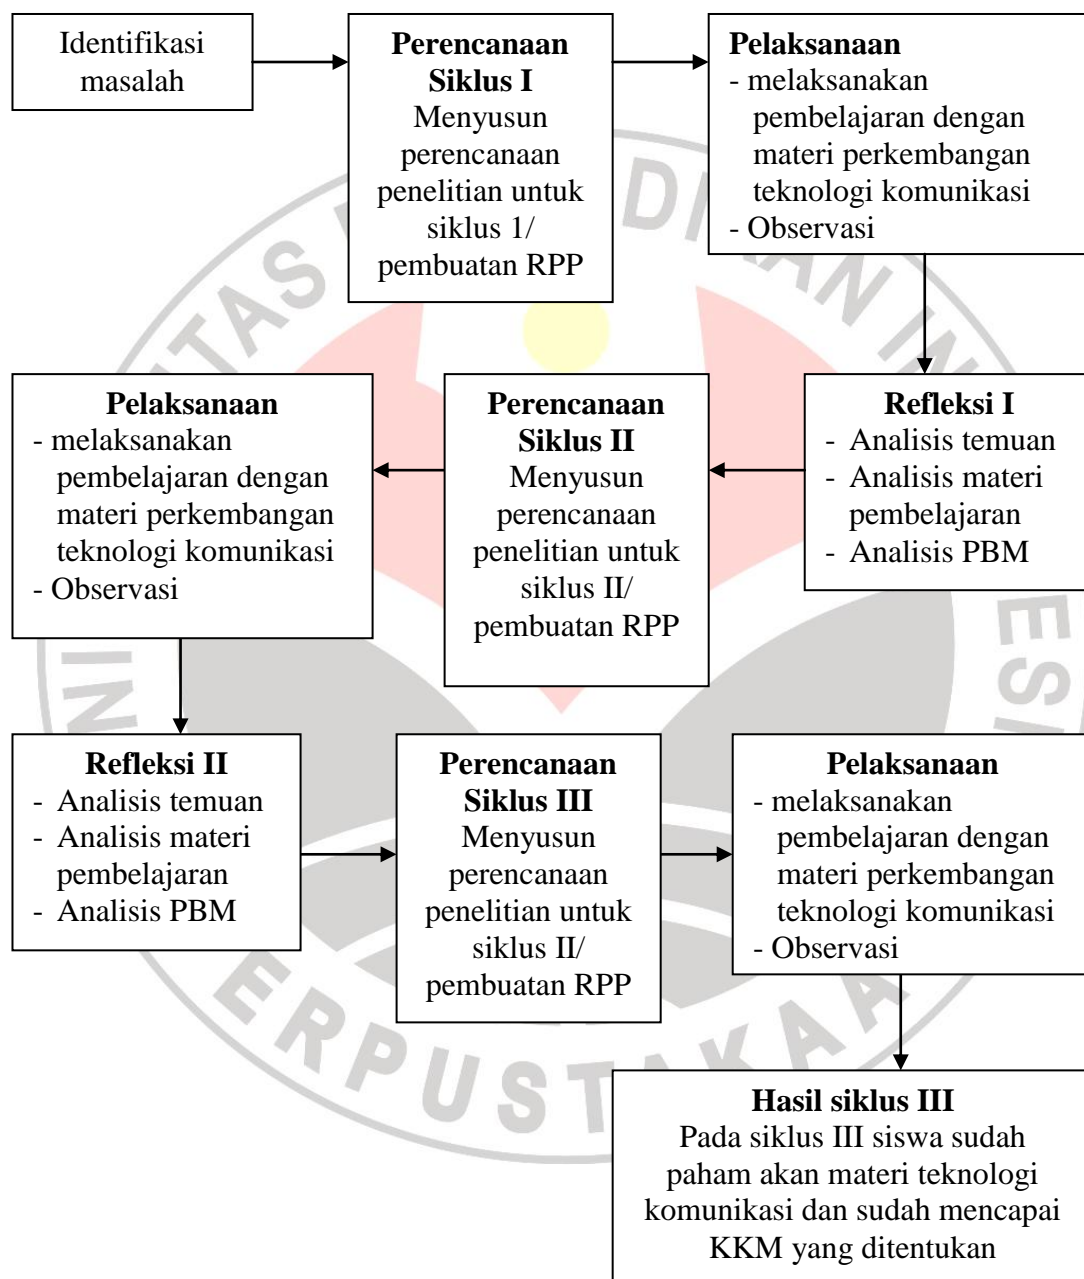 Identifikasi
masalah
Perencanaan
Siklus I
Menyusun
perencanaan
penelitian untuk
siklus 1/
pembuatan RPP
Pelaksanaan
- melaksanakan
pembelajaran dengan
materi perkembangan
teknologi komunikasi
- Observasi
Refleksi I
- Analisis temuan
- Analisis materi
pembelajaran
- Analisis PBM
Perencanaan
Siklus II
Menyusun
perencanaan
penelitian untuk
siklus II/
pembuatan RPP
Pelaksanaan
- melaksanakan
pembelajaran dengan
materi perkembangan
teknologi komunikasi
- Observasi
Refleksi II
- Analisis temuan
- Analisis materi
pembelajaran
- Analisis PBM
Perencanaan
Siklus III
Menyusun
perencanaan
penelitian untuk
siklus II/
pembuatan RPP
Pelaksanaan
- melaksanakan
pembelajaran dengan
materi perkembangan
teknologi komunikasi
- Observasi
Hasil siklus III
Pada siklus III siswa sudah
paham akan materi teknologi
komunikasi dan sudah mencapai
KKM yang ditentukan
ERPUSTAKAA